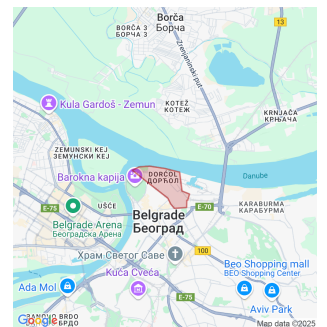 Borča
Борча
BORČA 3
БОРЧА 3
13
Zrenjaninski put
Kula Gardoš - Zemun
KOTEŽ
КОТЕЖ
KRNJAČA
КРЊАЧА
ZEMUNSKI KEJ
ЗЕМУНСКИ КЕЈ
Barokna kapija
DORĆOL
ДОРЋОЛ
Danube
E-75
UŠĆE
УШЋЕ
E-70
KARABURMA
КАРАБУРМА
Belgrade
Београд
Belgrade Arena
Београдска Арена
E-75
100
Храм Светог Саве
Beo Shopping mall
BEO Shopping Center
Kuća Cveća
Ada Mol
Aviv Park
Google
Map data ©2025